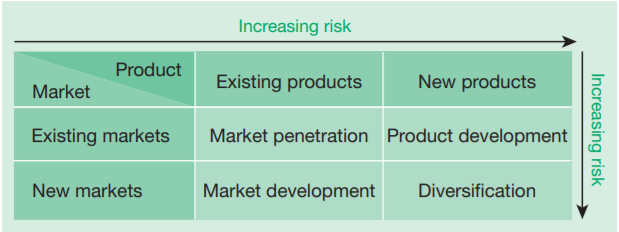 Increasing risk
Product
Market
Existing products
New products
Existing markets
Market penetration
Product development
New markets
Market development
Diversification
Increasing risk